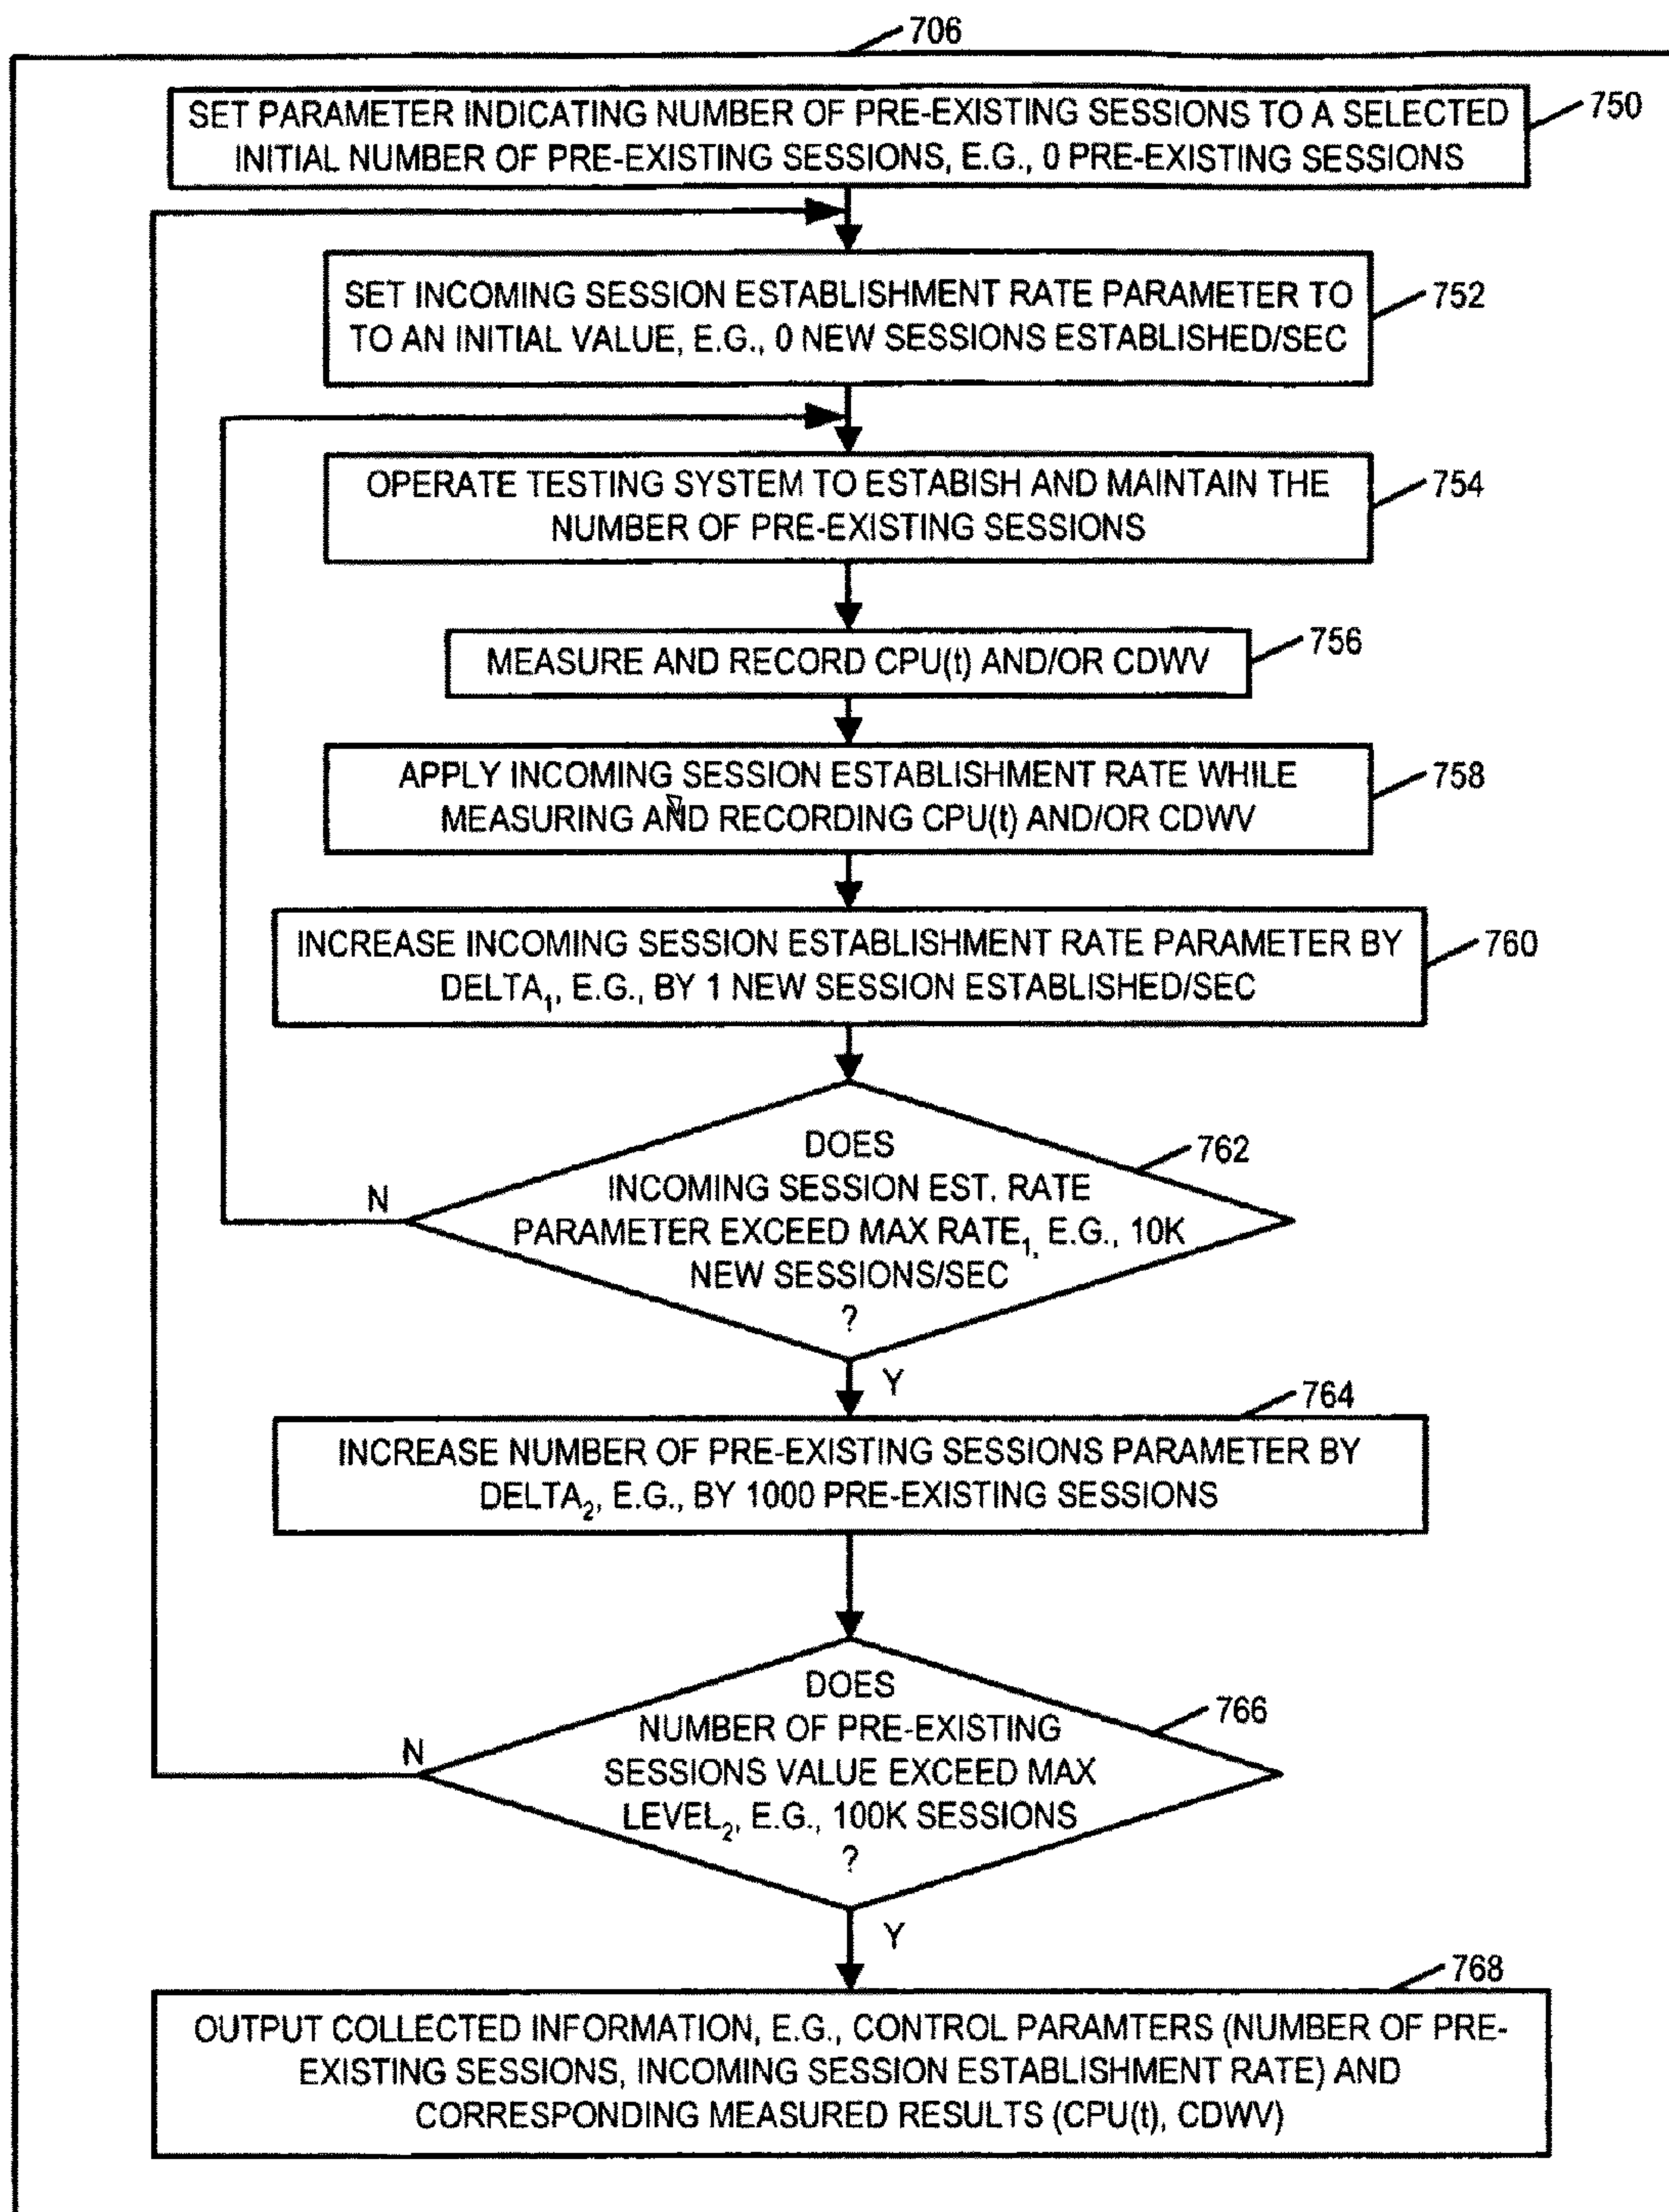 706
SET PARAMETER INDICATING NUMBER OF PRE-EXISTING SESSIONS TO A SELECTED
INITIAL NUMBER OF PRE-EXISTING SESSIONS, E.G., 0 PRE-EXISTING SESSIONS
750
SET INCOMING SESSION ESTABLISHMENT RATE PARAMETER TO
TO AN INITIAL VALUE, E.G., 0 NEW SESSIONS ESTABLISHED/SEC
752
OPERATE TESTING SYSTEM TO ESTABISH AND MAINTAIN THE
NUMBER OF PRE-EXISTING SESSIONS
754
MEASURE AND RECORD CPU(t) AND/OR CDWV
756
APPLY INCOMING SESSION ESTABLISHMENT RATE WHILE
MEASURING AND RECORDING CPU(t) AND/OR CDWV
758
INCREASE INCOMING SESSION ESTABLISHMENT RATE PARAMETER BY
DELTA₁, E.G., BY 1 NEW SESSION ESTABLISHED/SEC
760
DOES
INCOMING SESSION EST. RATE
PARAMETER EXCEED MAX RATE₁, E.G., 10K
NEW SESSIONS/SEC
?
762
N
Y
764
INCREASE NUMBER OF PRE-EXISTING SESSIONS PARAMETER BY
DELTA₂, E.G., BY 1000 PRE-EXISTING SESSIONS
DOES
NUMBER OF PRE-EXISTING
SESSIONS VALUE EXCEED MAX
LEVEL₂, E.G., 100K SESSIONS
?
766
N
Y
768
OUTPUT COLLECTED INFORMATION, E.G., CONTROL PARAMTERS (NUMBER OF PRE-
EXISTING SESSIONS, INCOMING SESSION ESTABLISHMENT RATE) AND
CORRESPONDING MEASURED RESULTS (CPU(t), CDWV)